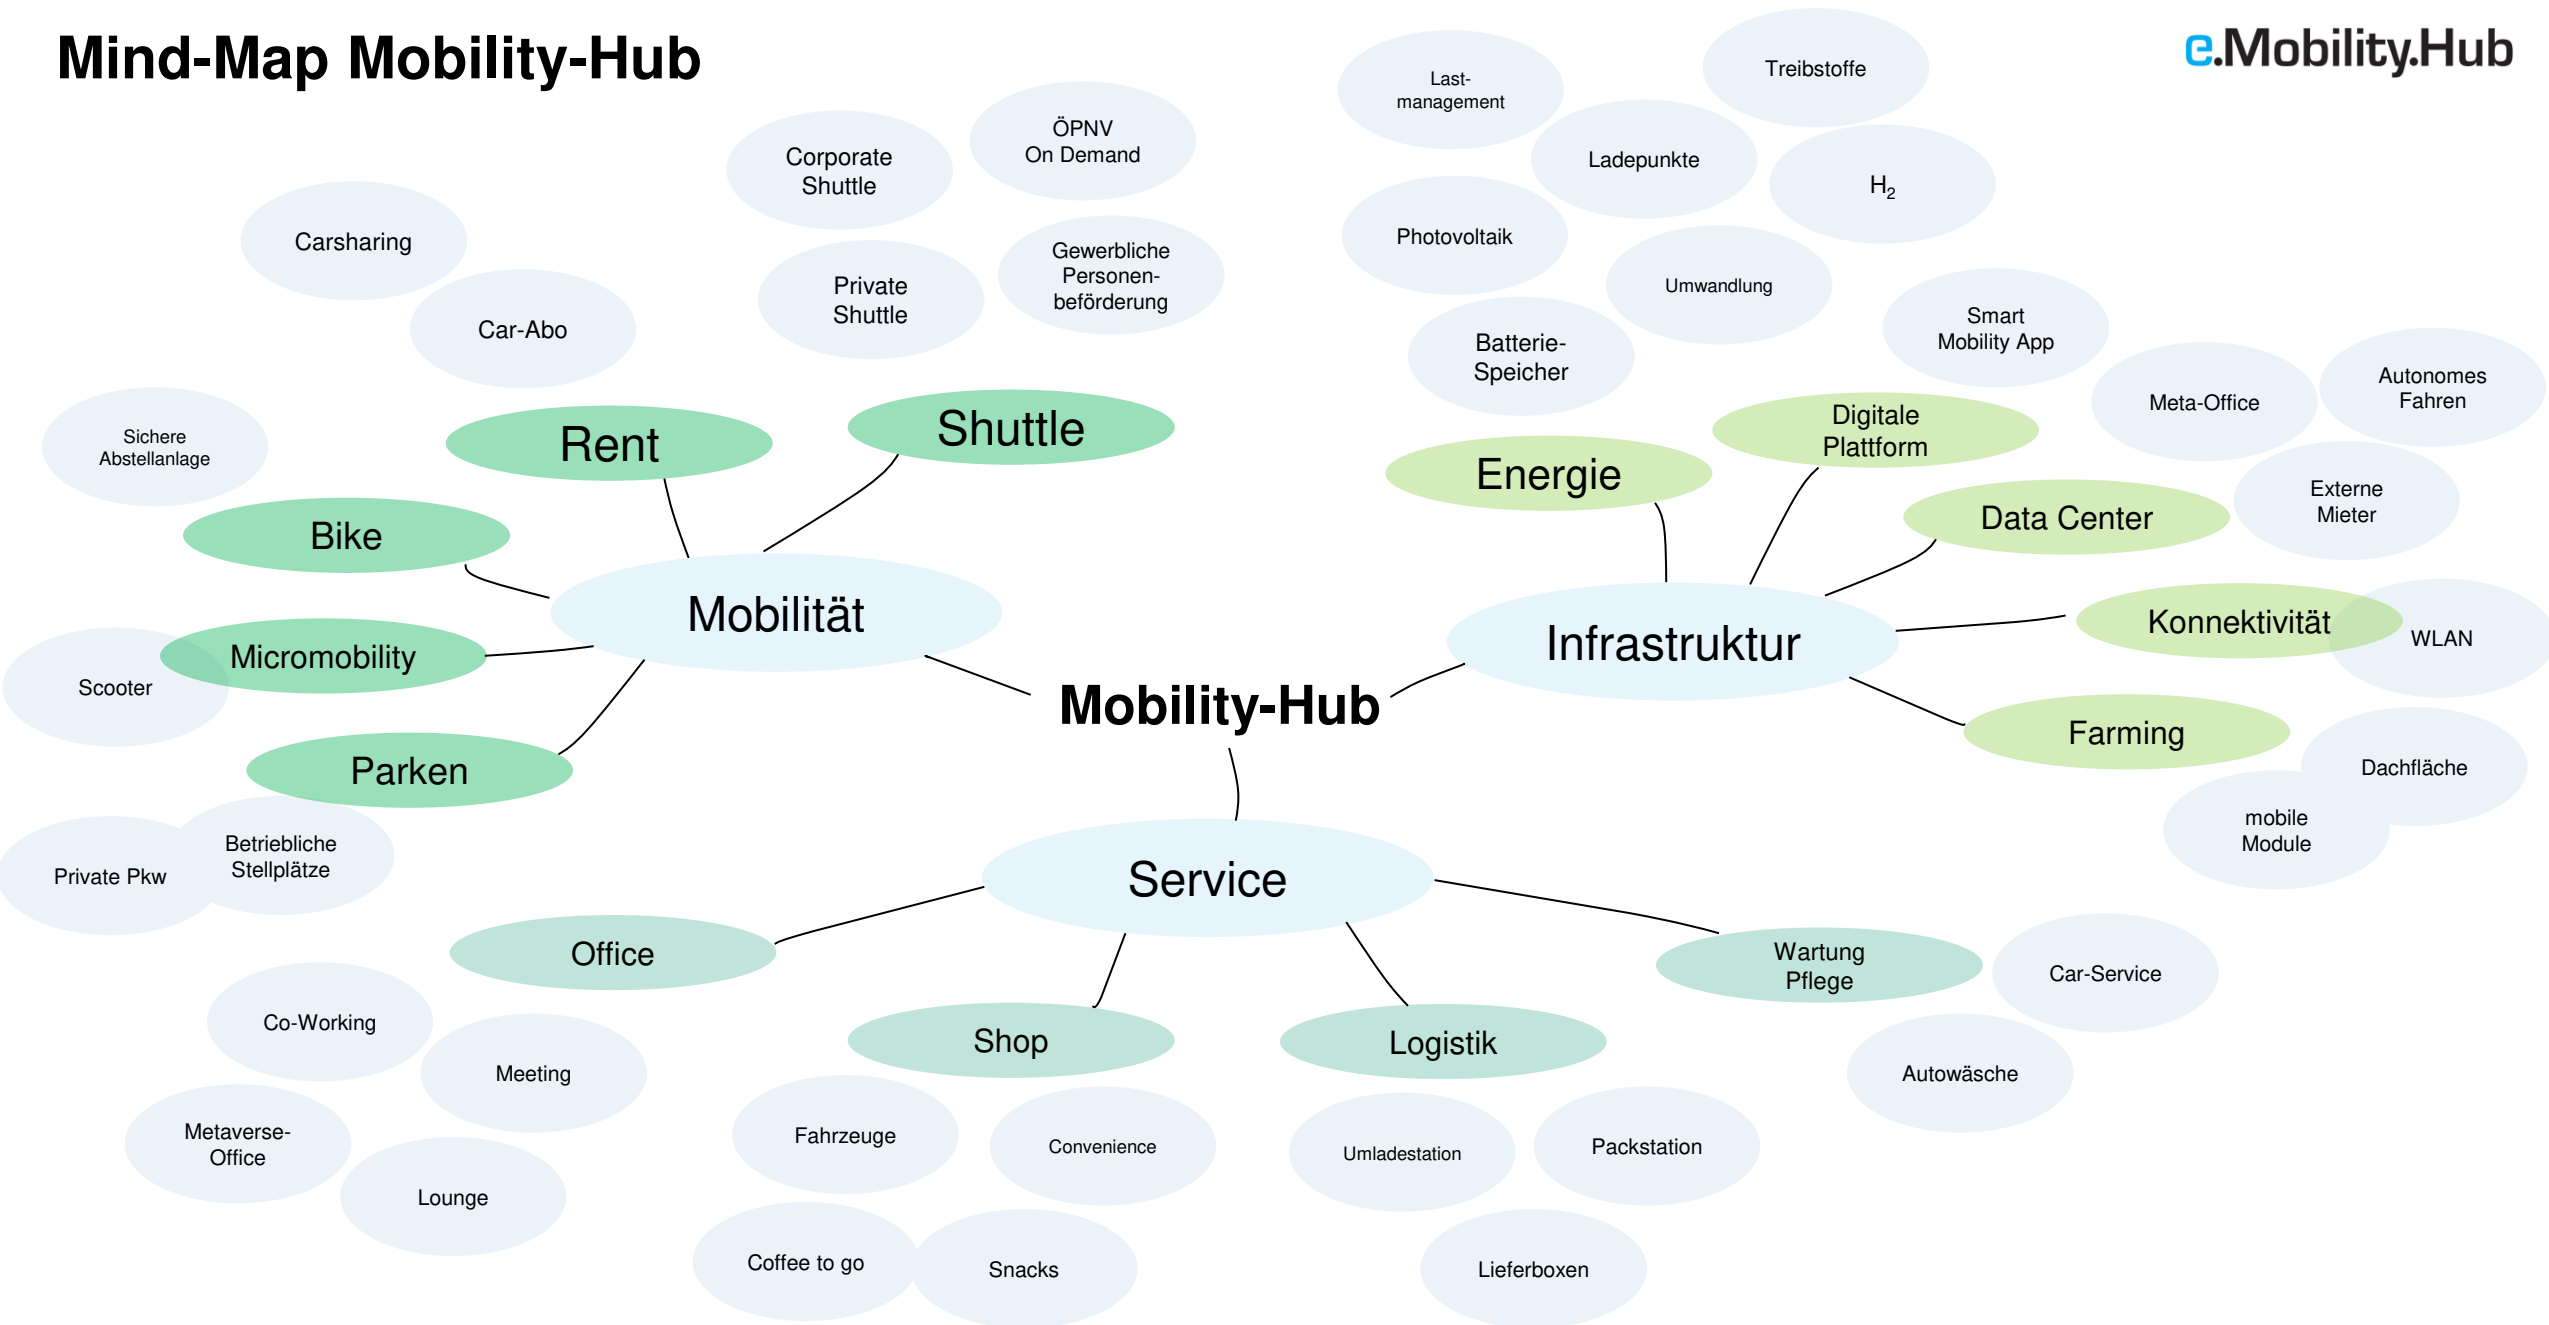 Mind-Map Mobility-Hub
e.Mobility.Hub
Corporate
Shuttle
ÖPNV
On Demand
Carsharing
Car-Abo
Private
Shuttle
Gewerbliche
Personen-
beförderung
Sichere
Abstellanlage
Rent
Shuttle
Bike
Micromobility
Scooter
Parken
Private Pkw
Betriebliche
Stellplätze
Mobilität
Mobility-Hub
Last-
management
Treibstoffe
Ladepunkte
H₂
Photovoltaik
Umwandlung
Batterie-
Speicher
Smart
Mobility App
Meta-Office
Autonomes
Fahren
Externe
Mieter
Energie
Digitale
Plattform
Data Center
Konnektivität
WLAN
Infrastruktur
Farming
Dachfläche
mobile
Module
Service
Office
Co-Working
Meeting
Metaverse-
Office
Lounge
Shop
Fahrzeuge
Convenience
Coffee to go
Snacks
Logistik
Umladestation
Packstation
Lieferboxen
Wartung
Pflege
Car-Service
Autowäsche